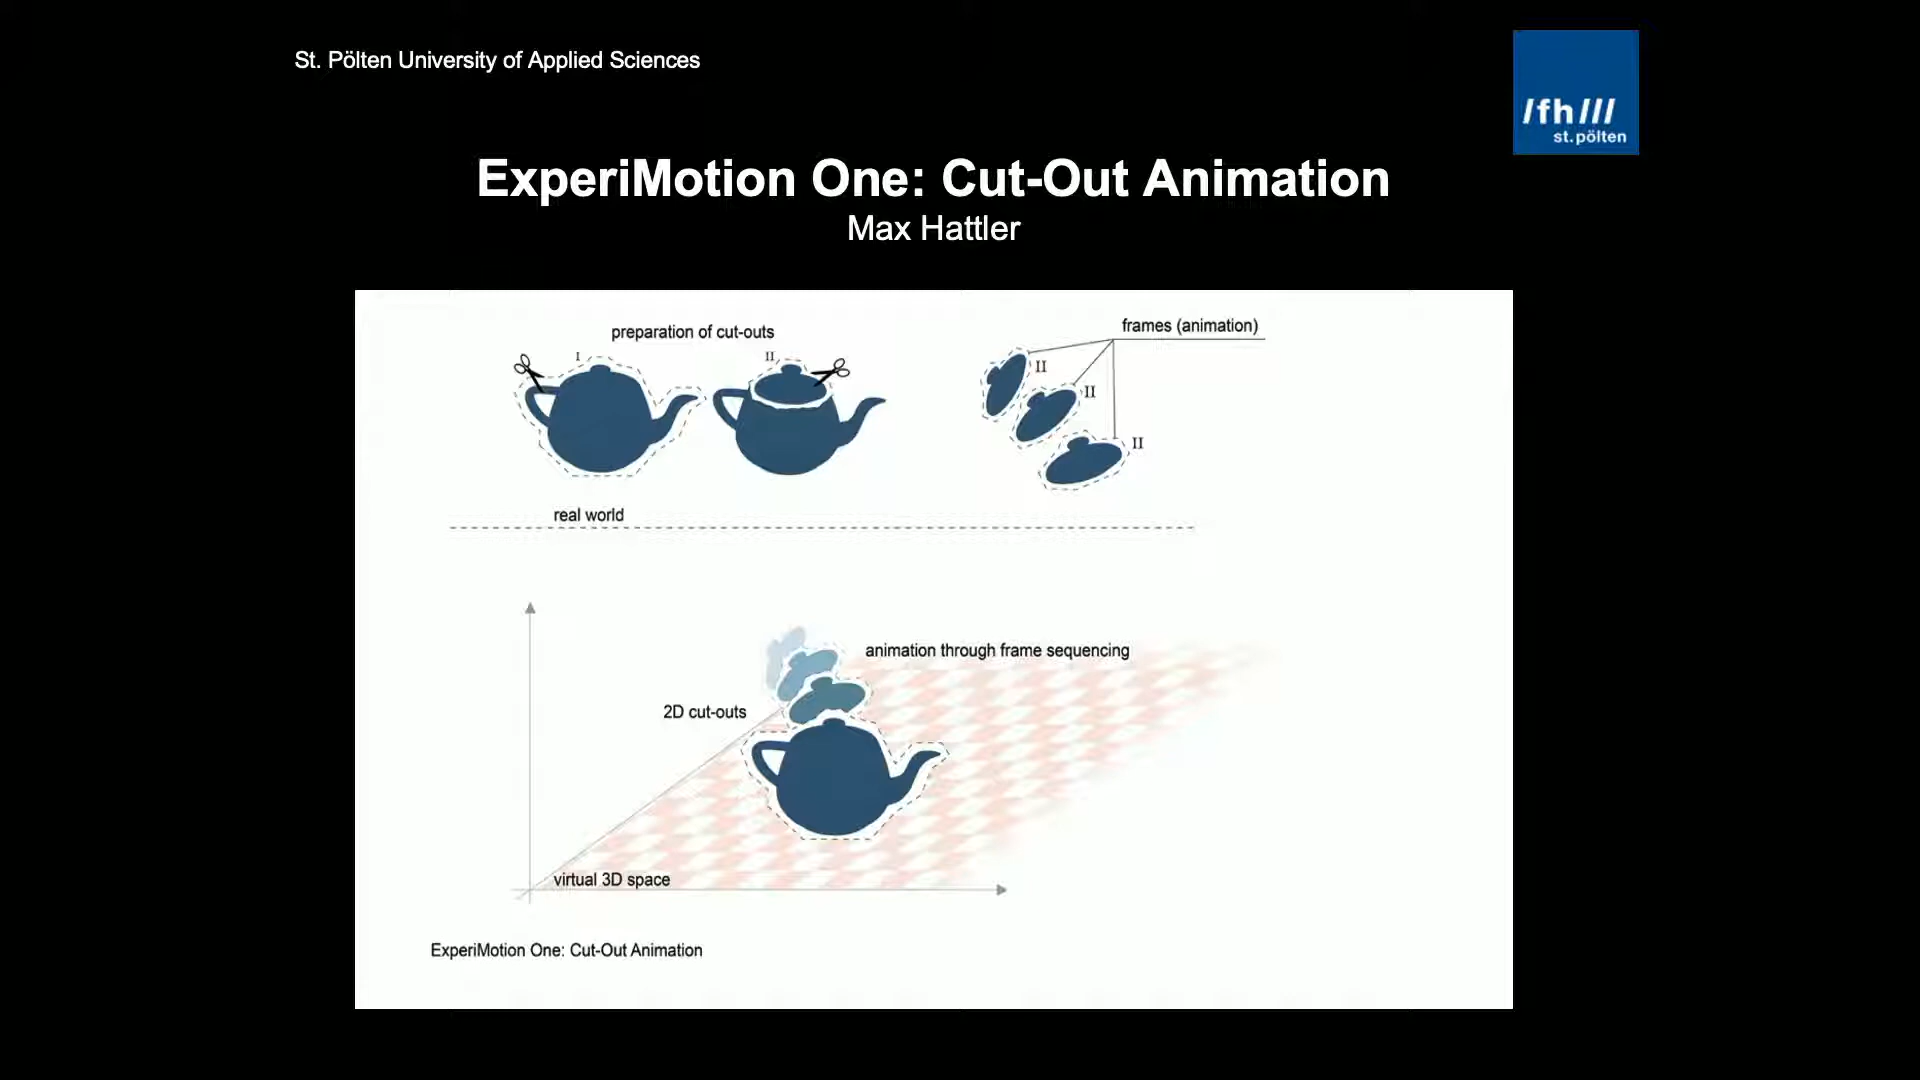 St. Pölten University of Applied Sciences
/fh///
st.pölten
ExperiMotion One: Cut-Out Animation
Max Hattler
preparation of cut-outs
frames (animation)
I
II
II
II
II
real world
animation through frame sequencing
2D cut-outs
virtual 3D space
ExperiMotion One: Cut-Out Animation